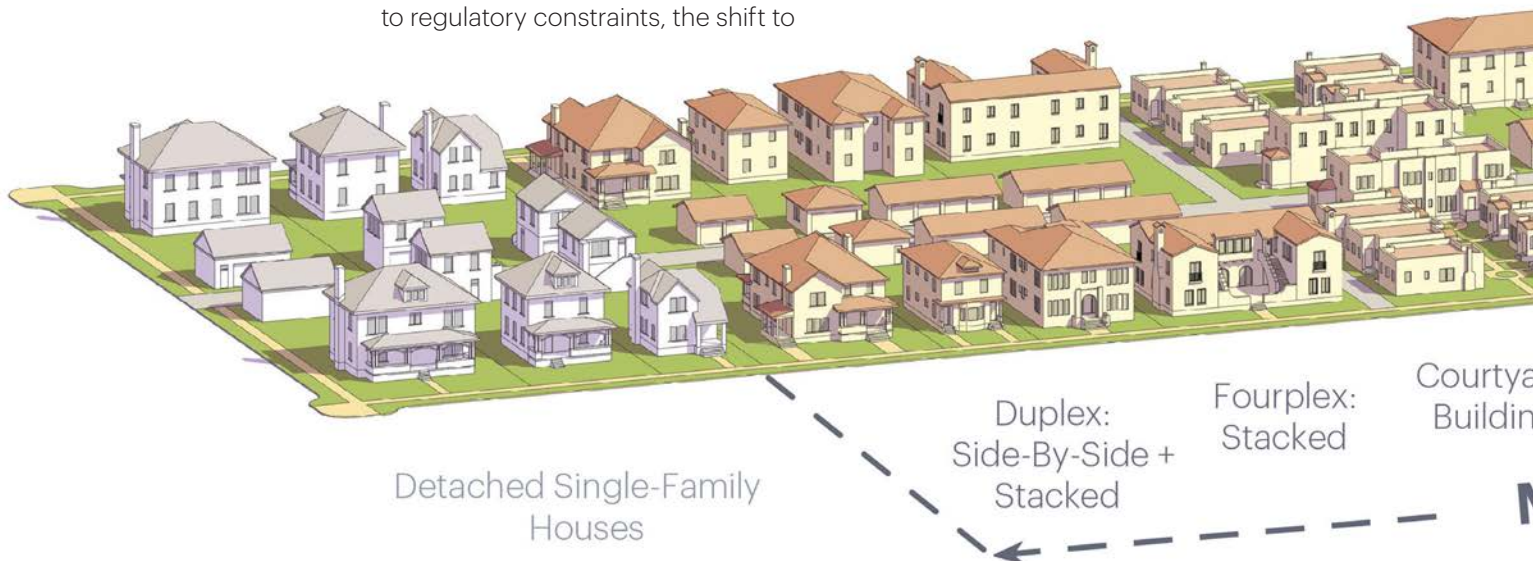 to regulatory constraints, the shift to
Detached Single-Family
Houses
Duplex:
Side-By-Side +
Stacked
Fourplex:
Stacked